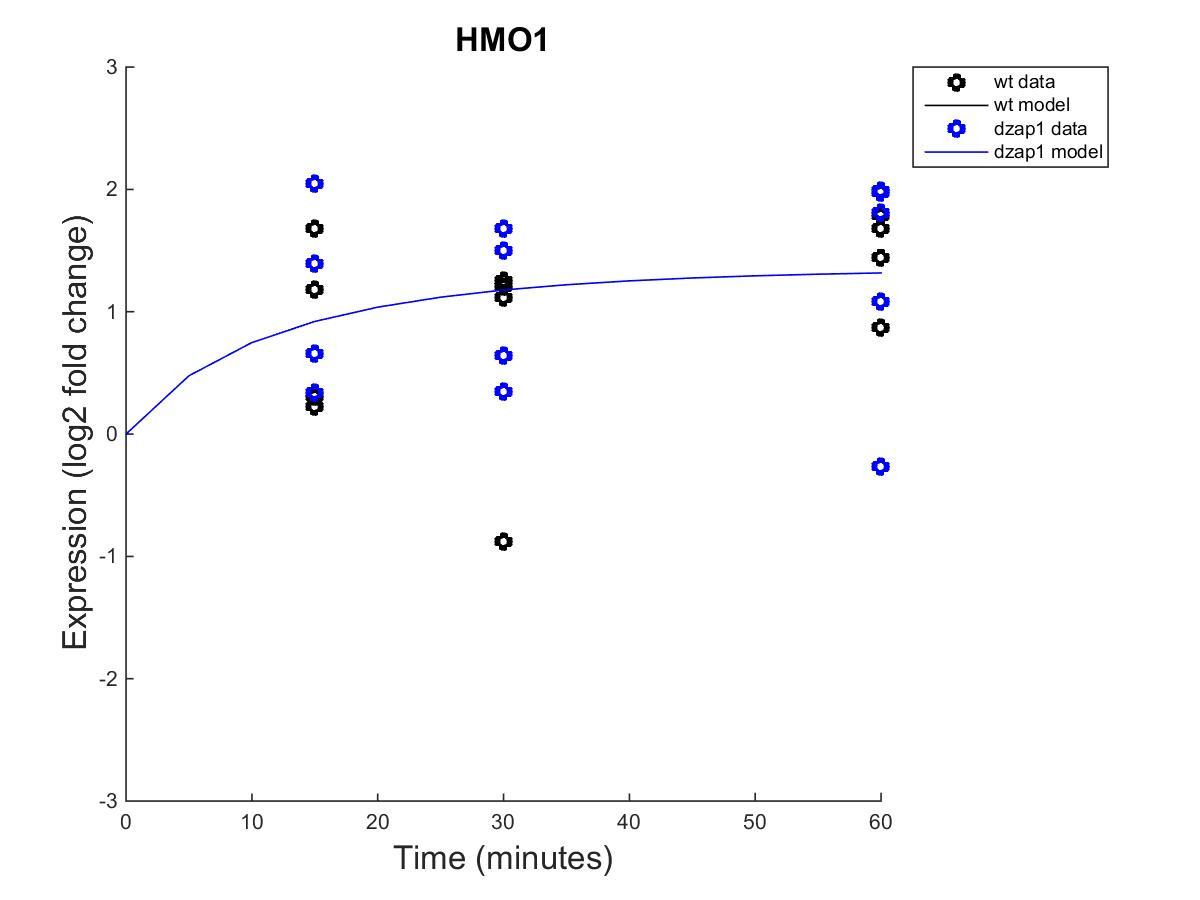 HMO1
wt data
wt model
dzap1 data
dzap1 model
Expression (log2 fold change)
3
2
1
0
-1
-2
-3
0 10 20 30 40 50 60
Time (minutes)